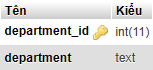 Tên Kiểu
department_id int(11)
department text